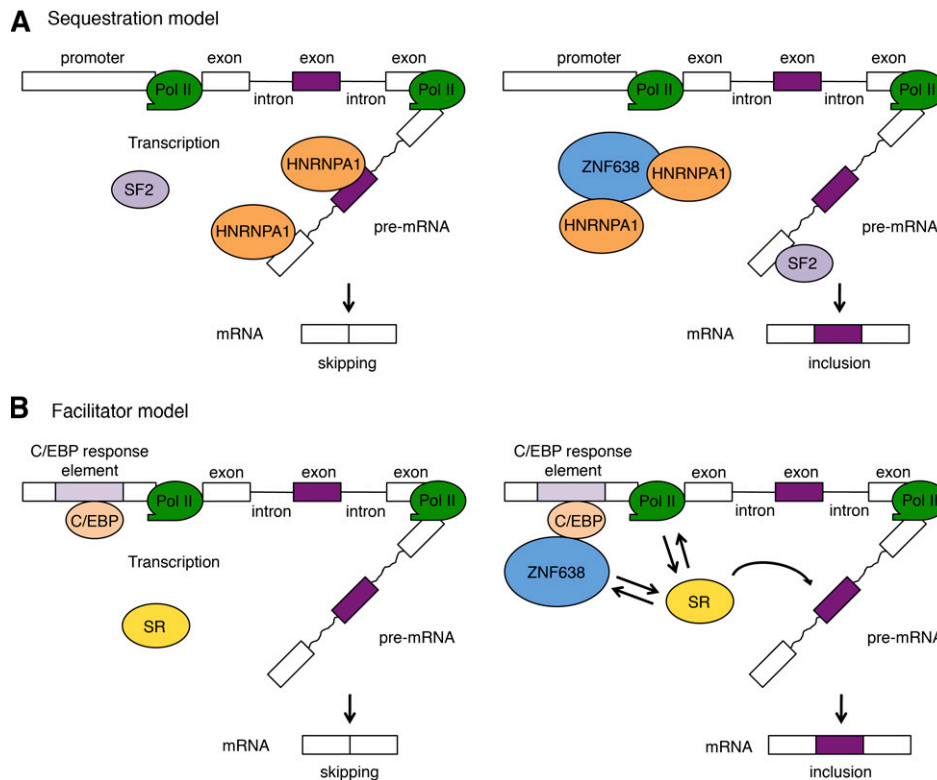 A Sequestration model
promoter exon exon exon
Pol II Pol II
intron intron
Transcription
SF2
HNRNPA1
HNRNPA1
pre-mRNA
mRNA
skipping
promoter exon exon exon
Pol II Pol II
intron intron
ZNF638
HNRNPA1
HNRNPA1
pre-mRNA
SF2
mRNA
inclusion
B Facilitator model
C/EBP response
element
exon exon exon
Pol II Pol II
intron intron
C/EBP
Transcription
SR
pre-mRNA
mRNA
skipping
C/EBP response
element
exon exon exon
Pol II Pol II
intron intron
C/EBP
ZNF638
SR
pre-mRNA
mRNA
inclusion